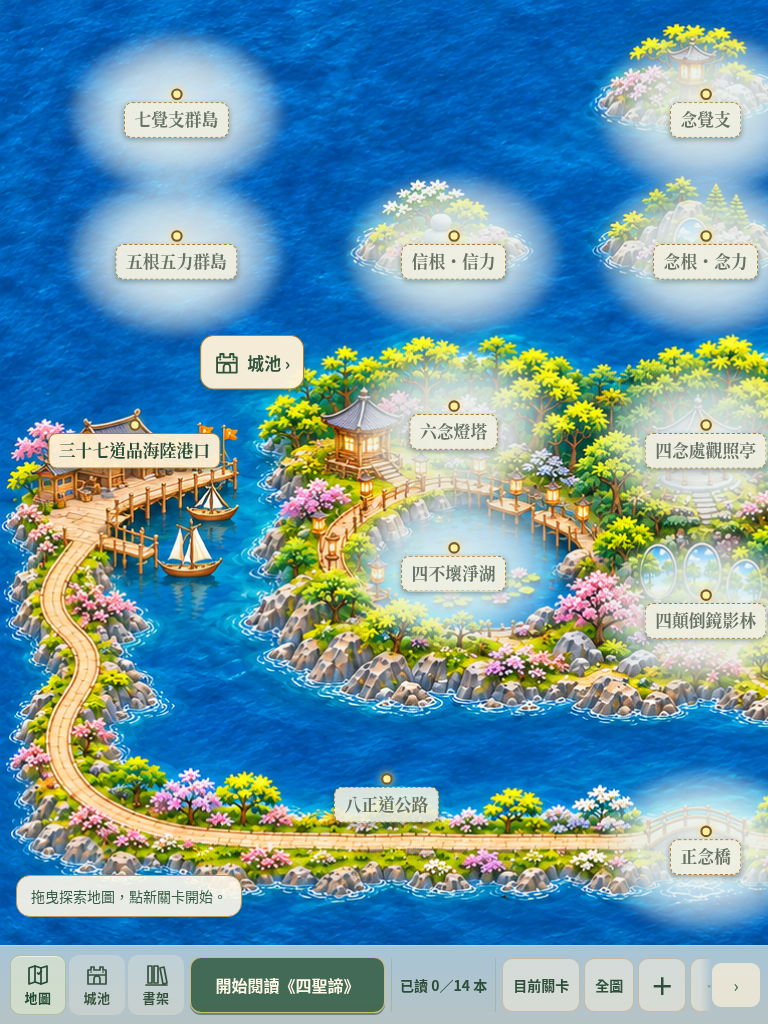 七覺支群島
念覺支
五根五力群島
信根・信力
念根・念力
城池 ›
六念燈塔
三十七道品海陸港口
四念處觀照亭
四不壞淨湖
四顛倒鏡影林
八正道公路
正念橋
拖曳探索地圖，點新關卡開始。
地圖
城池
書架
開始閱讀《四聖諦》
已讀 0／14 本
目前關卡
全圖
＋
›